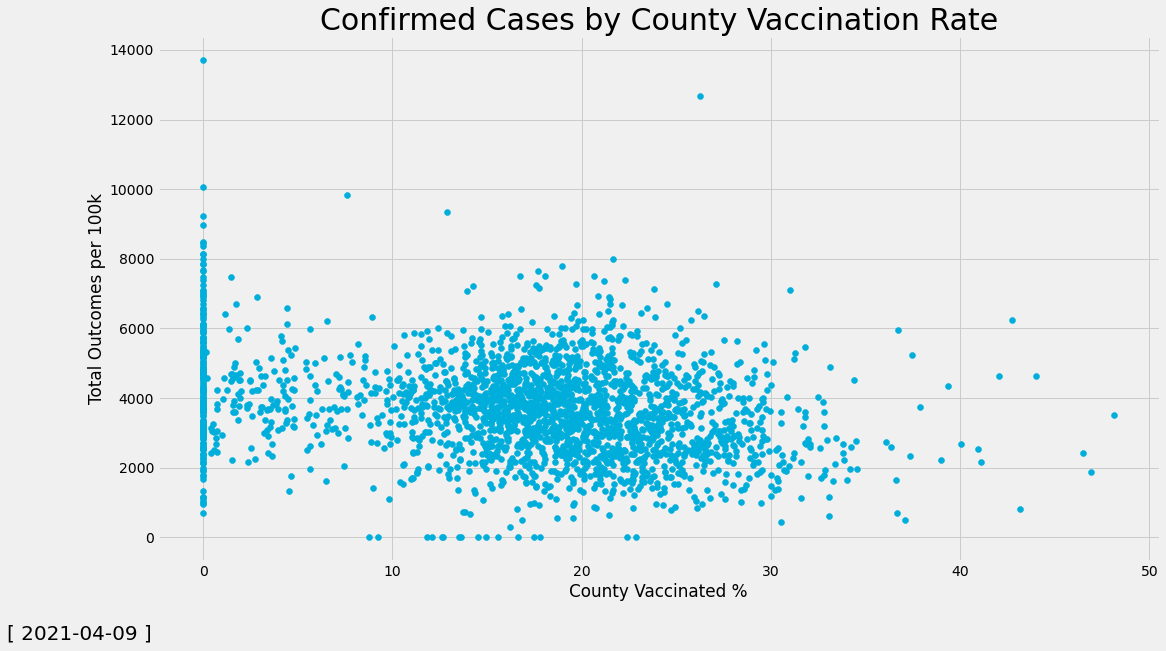 Confirmed Cases by County Vaccination Rate
14000
12000
10000
8000
6000
4000
2000
0
Total Outcomes per 100k
0 10 20 30 40 50
County Vaccinated %
[ 2021-04-09 ]